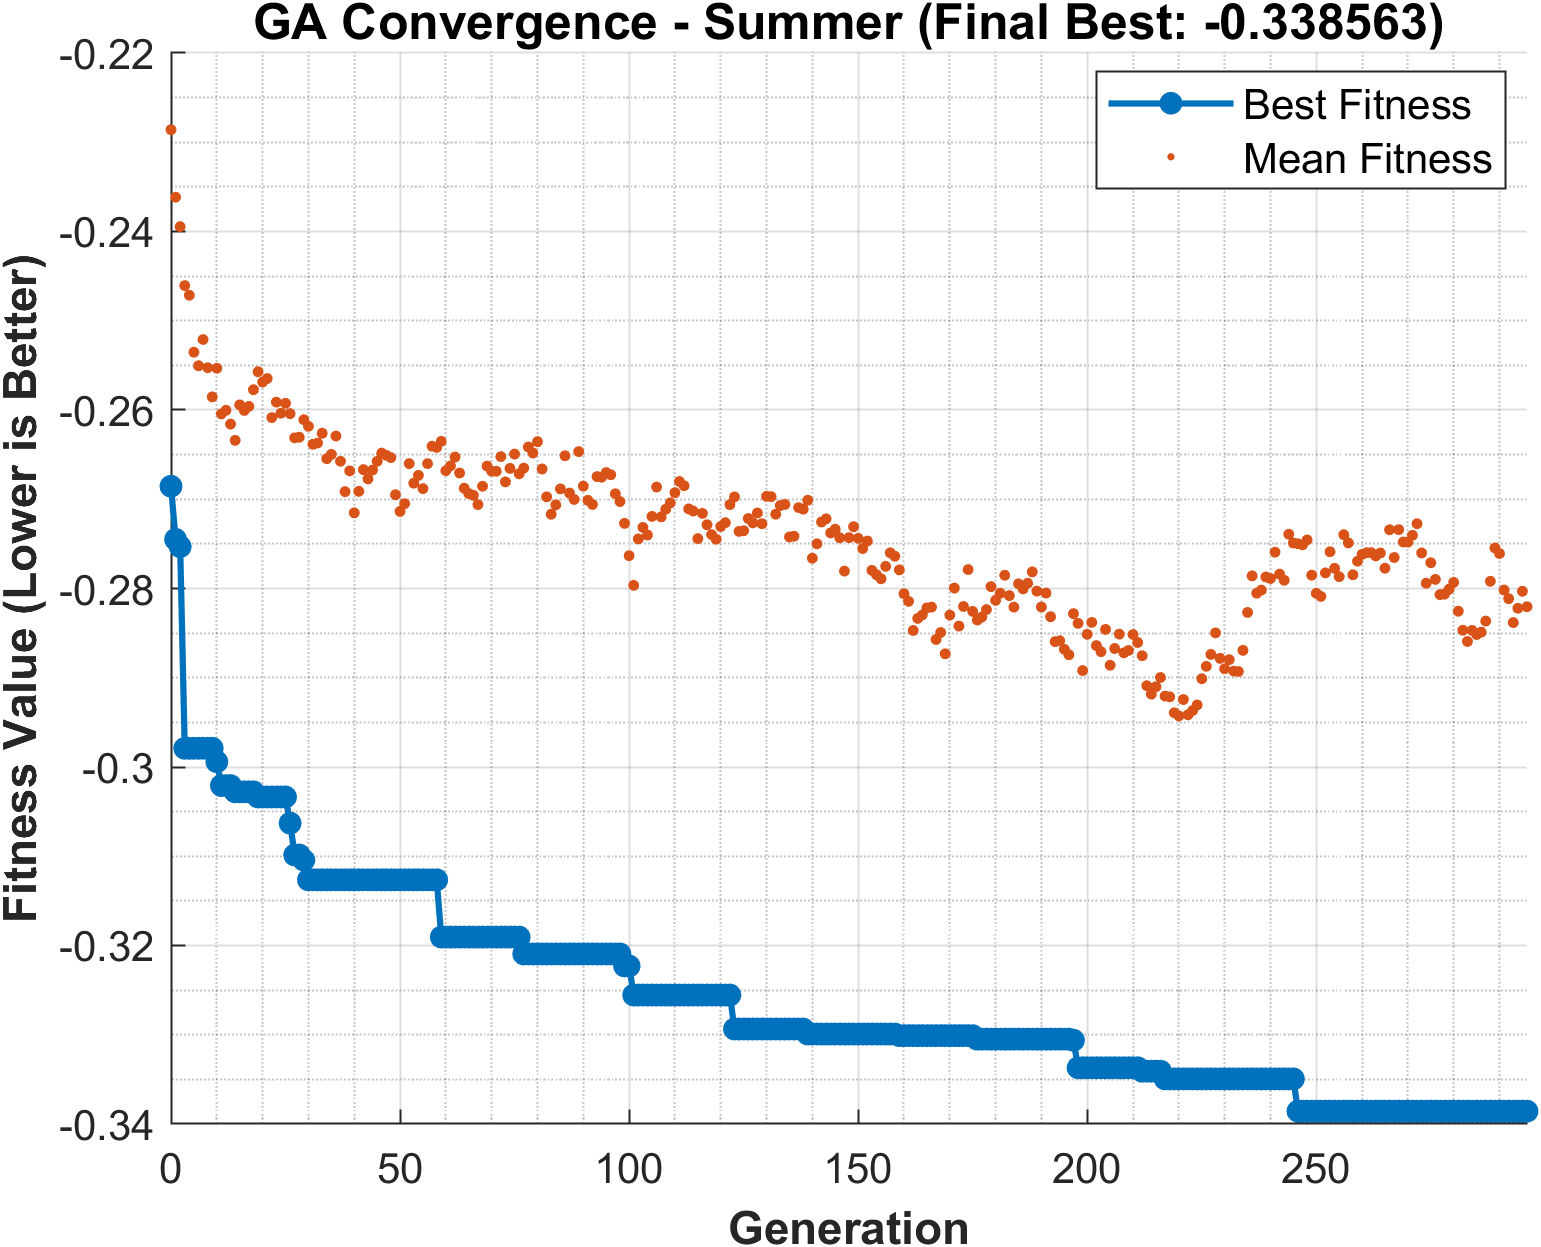 GA Convergence - Summer (Final Best: -0.338563)
Best Fitness
Mean Fitness
Fitness Value (Lower is Better)
-0.22
-0.24
-0.26
-0.28
-0.3
-0.32
-0.34
0 50 100 150 200 250
Generation